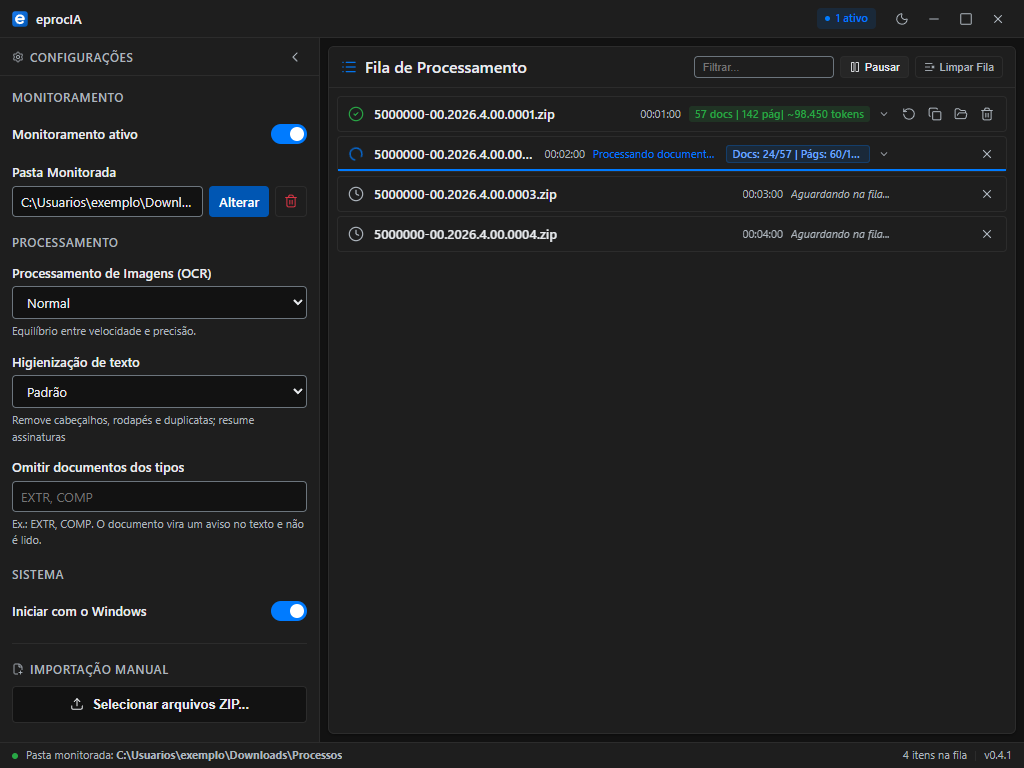 eprocIA
1 ativo
CONFIGURAÇÕES
MONITORAMENTO
Monitoramento ativo
Pasta Monitorada
C:\Usuarios\exemplo\Downl...
Alterar
PROCESSAMENTO
Processamento de Imagens (OCR)
Normal
Equilíbrio entre velocidade e precisão.
Higienização de texto
Padrão
Remove cabeçalhos, rodapés e duplicatas; resume
assinaturas
Omitir documentos dos tipos
EXTR, COMP
Ex.: EXTR, COMP. O documento vira um aviso no texto e não
é lido.
SISTEMA
Iniciar com o Windows
IMPORTAÇÃO MANUAL
Selecionar arquivos ZIP...
Fila de Processamento
Filtrar...
Pausar
Limpar Fila
5000000-00.2026.4.00.0001.zip
00:01:00
57 docs | 142 pág| ~98.450 tokens
5000000-00.2026.4.00.00...
00:02:00
Processando document...
Docs: 24/57 | Págs: 60/1...
5000000-00.2026.4.00.0003.zip
00:03:00
Aguardando na fila...
5000000-00.2026.4.00.0004.zip
00:04:00
Aguardando na fila...
Pasta monitorada: C:\Usuarios\exemplo\Downloads\Processos
4 itens na fila
v0.4.1